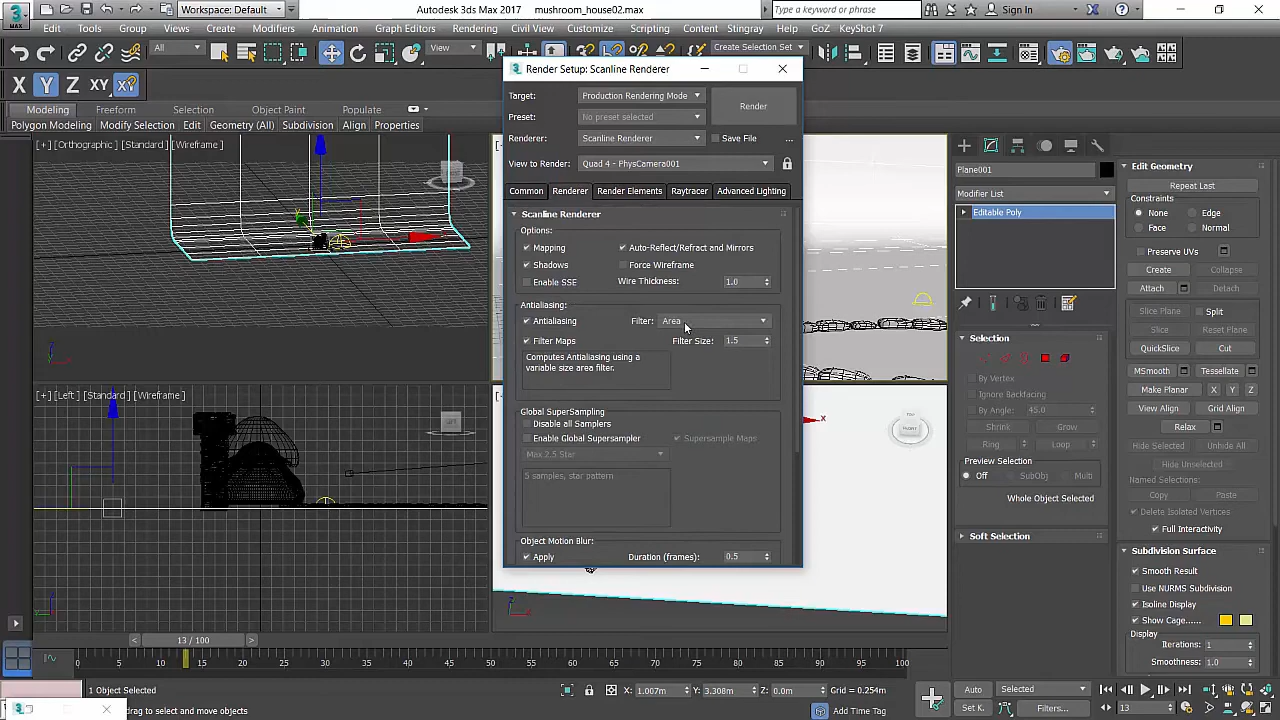 Workspace: Default
Autodesk 3ds Max 2017 mushroom_house02.max
Type a keyword or phrase
Sign In
MAX
Edit Tools Group Views Create Modifiers Animation Graph Editors Rendering Civil View Customize Scripting Content Stingray Help GoZ KeyShot 7
All
View
Create Selection Set
X Y Z XY
Modeling Freeform Selection Object Paint Populate
Polygon Modeling Modify Selection Edit Geometry (All) Subdivision Align Properties
[+] [Orthographic] [Standard] [Wireframe]
[+] [Left] [Standard] [Wireframe]
Render Setup: Scanline Renderer
Target: Production Rendering Mode
Render
Preset: No preset selected
Renderer: Scanline Renderer
Save File ...
View to Render: Quad 4 - PhysCamera001
Common Renderer Render Elements Raytracer Advanced Lighting
Scanline Renderer
Options:
Mapping Auto-Reflect/Refract and Mirrors
Shadows Force Wireframe
Enable SSE Wire Thickness: 1.0
Antialiasing:
Antialiasing Filter: Area
Filter Maps Filter Size: 1.5
Computes Antialiasing using a
variable size area filter.
Global SuperSampling
Disable all Samplers
Enable Global Supersampler Supersample Maps
Max 2.5 Star
5 samples, star pattern
Object Motion Blur:
Apply Duration (frames): 0.5
x
z
Plane001
Modifier List
Editable Poly
Selection
By Vertex
Ignore Backfacing
By Angle: 45.0
Shrink Grow
Ring Loop
Preview Selection
Off SubObj Multi
Whole Object Selected
Soft Selection
Edit Geometry
Repeat Last
Constraints
None Edge
Face Normal
Preserve UVs
Create Collapse
Attach Detach
Slice Plane Split
Slice Reset Plane
QuickSlice Cut
MSmooth Tessellate
Make Planar X Y Z
View Align Grid Align
Relax
Hide Selected Unhide All
Hide Unselected
Named Selections:
Copy Paste
Delete Isolated Vertices
Full Interactivity
Subdivision Surface
Smooth Result
Use NURMS Subdivision
Isoline Display
Show Cage......
Display
Iterations: 1
Smoothness: 1.0
< 13 / 100 >
0 5 10 15 20 25 30 35 40 45 50 55 60 65 70 75 80 85 90 95 100
1 Object Selected
X: 1.007m Y: 3.308m Z: 0.0m Grid = 0.254m
Auto Selected
drag to select and move objects
Add Time Tag
Set K. Filters... 13